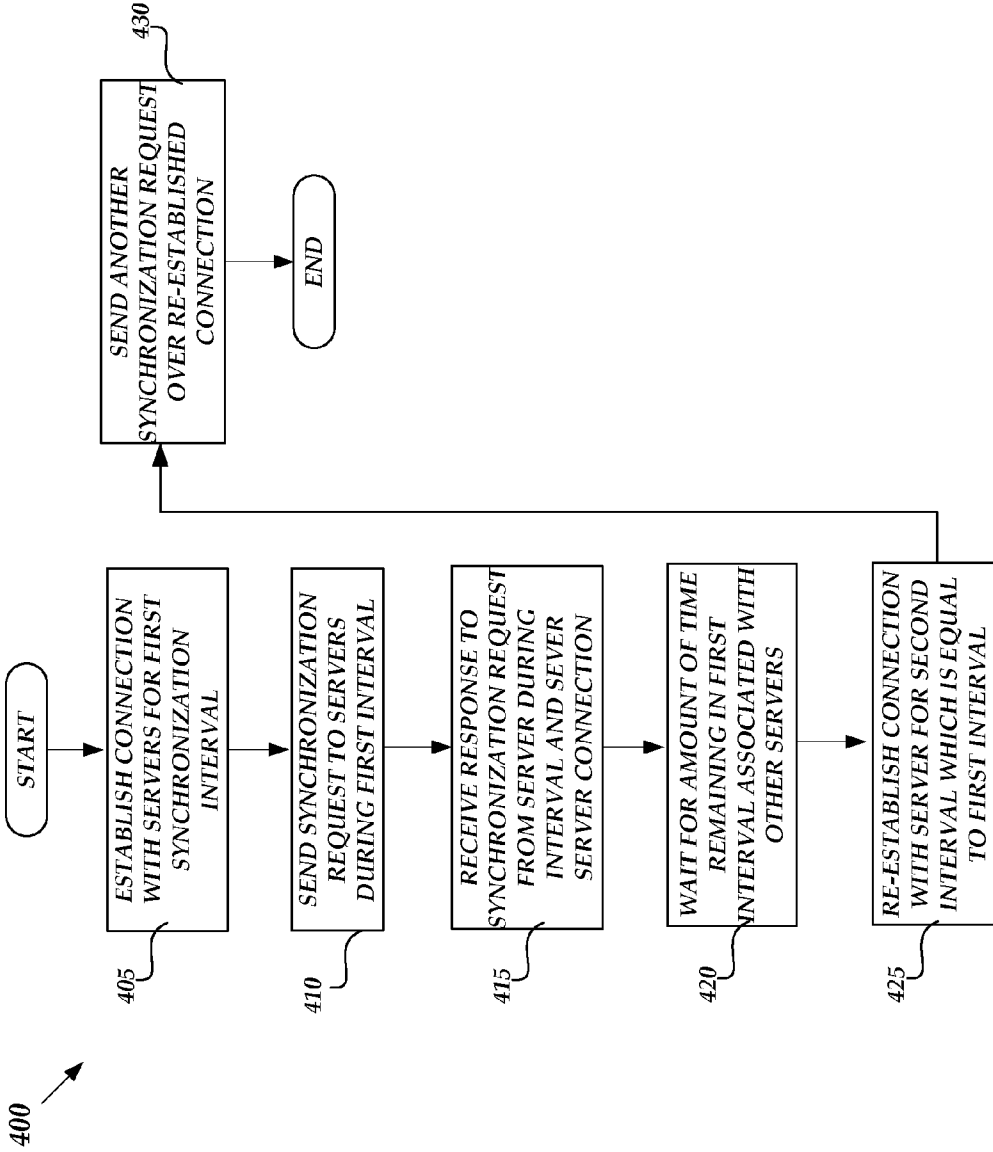 400
START
ESTABLISH CONNECTION
WITH SERVERS FOR FIRST
SYNCHRONIZATION
INTERVAL
405
SEND SYNCHRONIZATION
REQUEST TO SERVERS
DURING FIRST INTERVAL
410
RECEIVE RESPONSE TO
SYNCHRONIZATION REQUEST
FROM SERVER DURING
INTERVAL AND SEVER
SERVER CONNECTION
415
WAIT FOR AMOUNT OF TIME
REMAINING IN FIRST
INTERVAL ASSOCIATED WITH
OTHER SERVERS
420
RE-ESTABLISH CONNECTION
WITH SERVER FOR SECOND
INTERVAL WHICH IS EQUAL
TO FIRST INTERVAL
425
SEND ANOTHER
SYNCHRONIZATION REQUEST
OVER RE-ESTABLISHED
CONNECTION
430
END